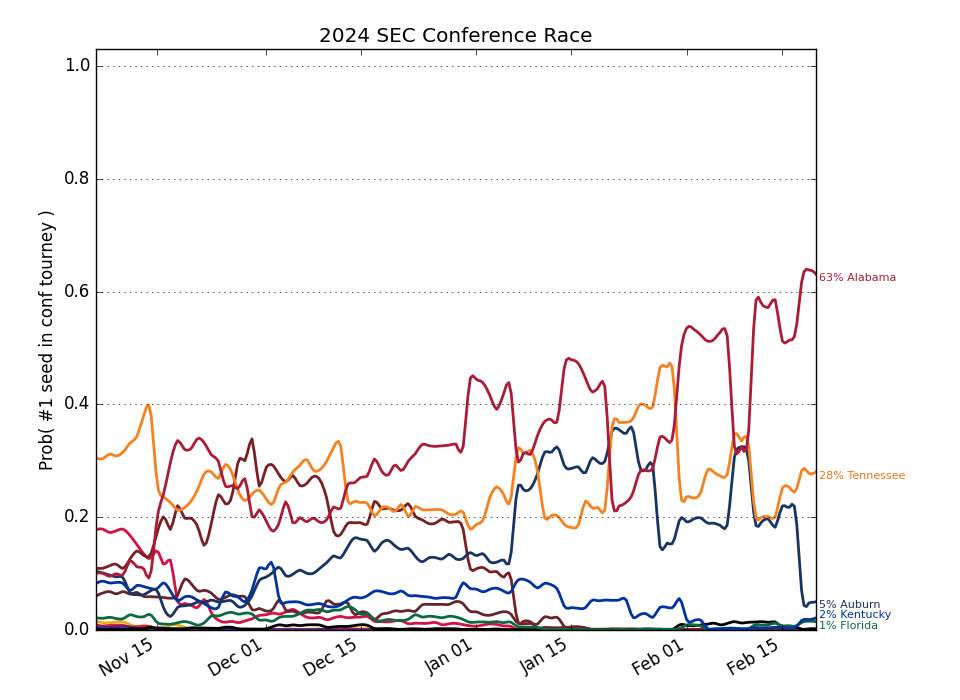 2024 SEC Conference Race
Prob( #1 seed in conf tourney )
1.0
0.8
0.6
0.4
0.2
0.0
63% Alabama
28% Tennessee
5% Auburn
2% Kentucky
1% Florida
Nov 15
Dec 01
Dec 15
Jan 01
Jan 15
Feb 01
Feb 15